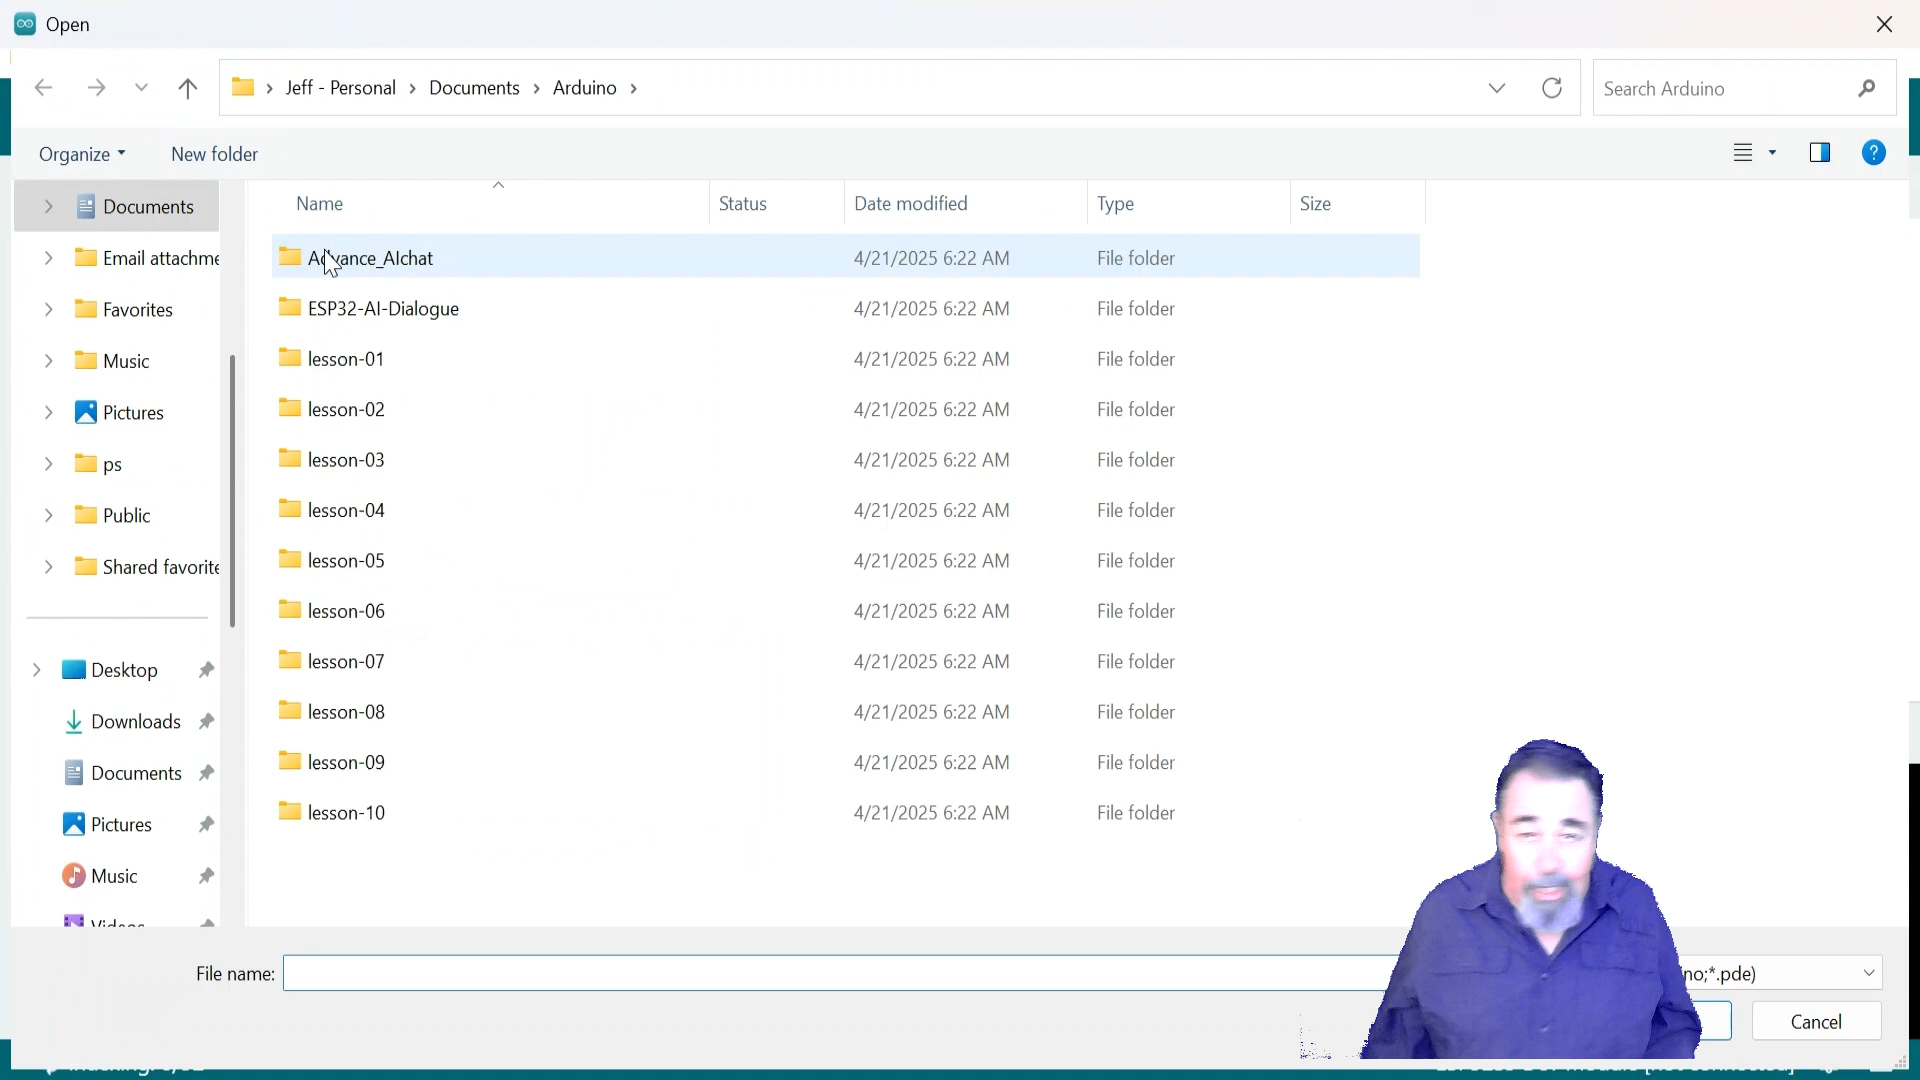 Open
Jeff - Personal > Documents > Arduino >
Search Arduino
Organize
New folder
Name
Status
Date modified
Type
Size
Documents
Email attachme
Favorites
Music
Pictures
ps
Public
Shared favorite
Desktop
Downloads
Documents
Pictures
Music
Videos
Advance_AIchat 4/21/2025 6:22 AM File folder
ESP32-AI-Dialogue 4/21/2025 6:22 AM File folder
lesson-01 4/21/2025 6:22 AM File folder
lesson-02 4/21/2025 6:22 AM File folder
lesson-03 4/21/2025 6:22 AM File folder
lesson-04 4/21/2025 6:22 AM File folder
lesson-05 4/21/2025 6:22 AM File folder
lesson-06 4/21/2025 6:22 AM File folder
lesson-07 4/21/2025 6:22 AM File folder
lesson-08 4/21/2025 6:22 AM File folder
lesson-09 4/21/2025 6:22 AM File folder
lesson-10 4/21/2025 6:22 AM File folder
File name:
no;*.pde)
Cancel